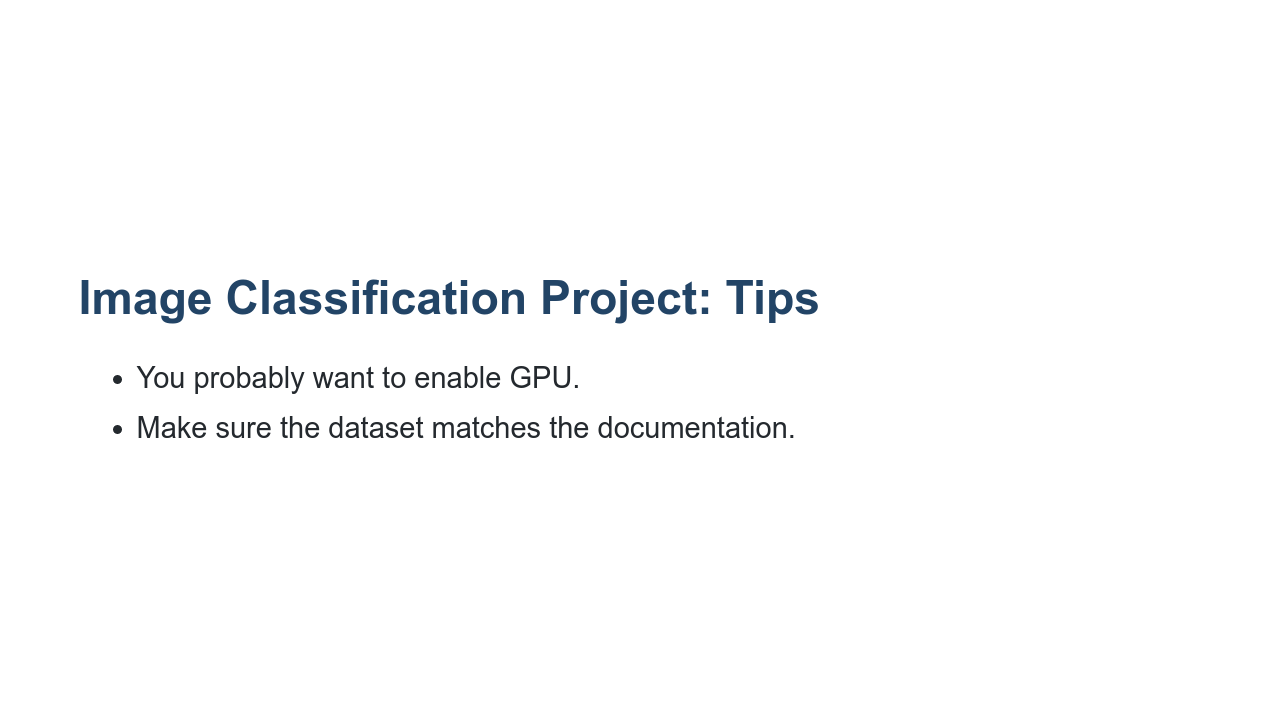 Image Classification Project: Tips
• You probably want to enable GPU.
• Make sure the dataset matches the documentation.